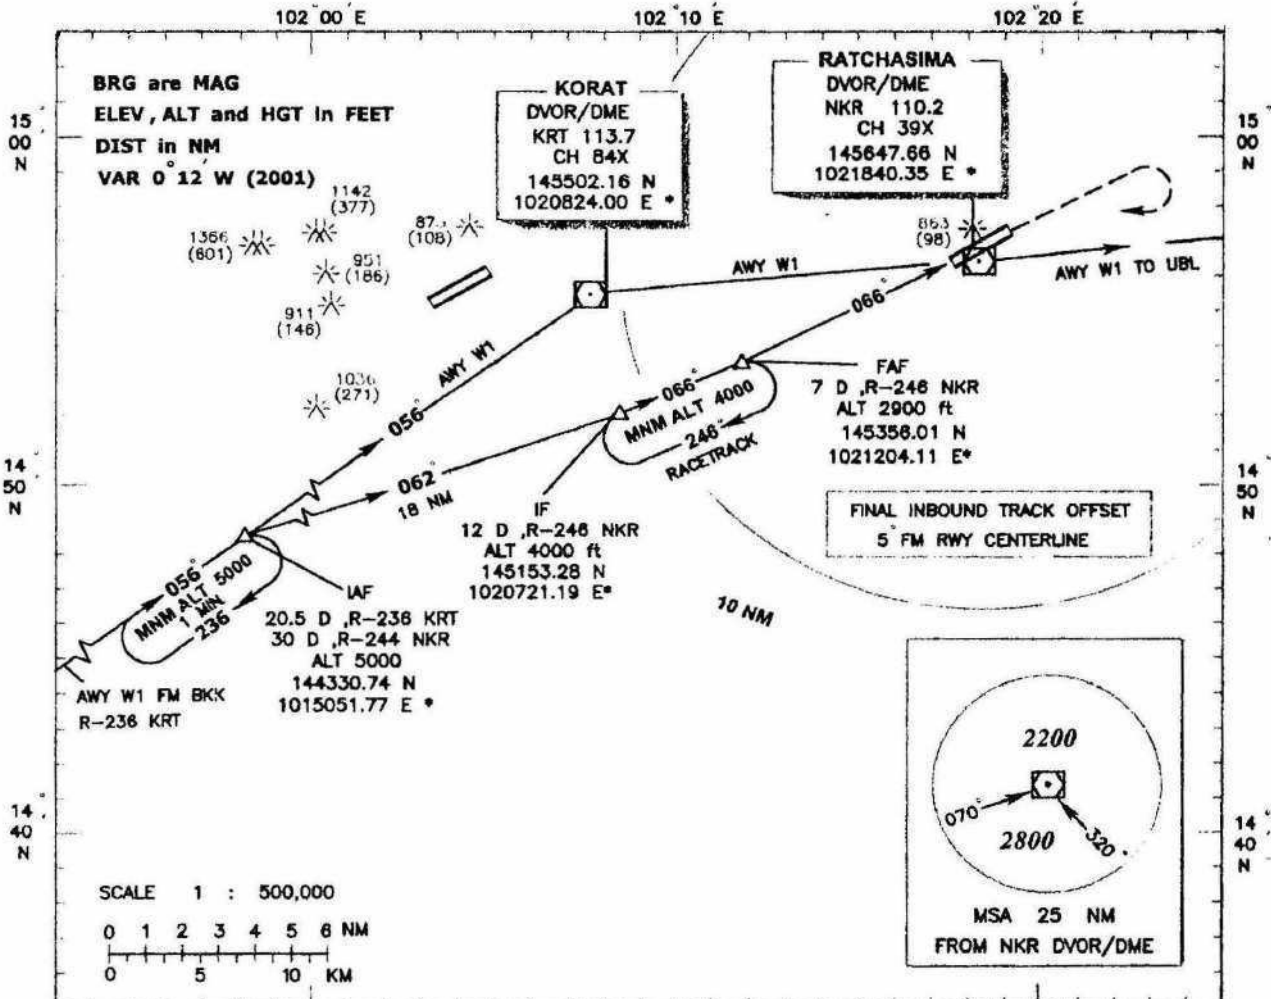 102° 00' E
102° 10' E
102° 20' E
BRG are MAG
ELEV, ALT and HGT in FEET
DIST in NM
VAR 0° 12' W (2001)
15°
00'
N
KORAT
DVOR/DME
KRT 113.7
CH 84X
145502.16 N
1020824.00 E *
RATCHASIMA
DVOR/DME
NKR 110.2
CH 39X
145647.66 N
1021840.35 E *
15°
00'
N
1142
(377)
1366
(601)
(108)
951
(186)
911
(146)
1036
(271)
863
(98)
AWY W1
AWY W1 TO UBL
AWY W1
066°
056°
066°
MNM ALT 4000
246°
RACETRACK
FAF
7 D ,R-246 NKR
ALT 2900 ft
145356.01 N
1021204.11 E*
14°
50'
N
062°
18 NM
IF
12 D ,R-246 NKR
ALT 4000 ft
145153.28 N
1020721.19 E*
FINAL INBOUND TRACK OFFSET
5° FM RWY CENTERLINE
14°
50'
N
056°
MNM ALT 5000
1 MIN
236
IAF
20.5 D ,R-236 KRT
30 D ,R-244 NKR
ALT 5000
144330.74 N
1015051.77 E *
10 NM
AWY W1 FM BKK
R-236 KRT
14°
40'
N
2200
070°
2800
320°
MSA 25 NM
FROM NKR DVOR/DME
14°
40'
N
SCALE 1 : 500,000
0 1 2 3 4 5 6 NM
0 5 10 KM